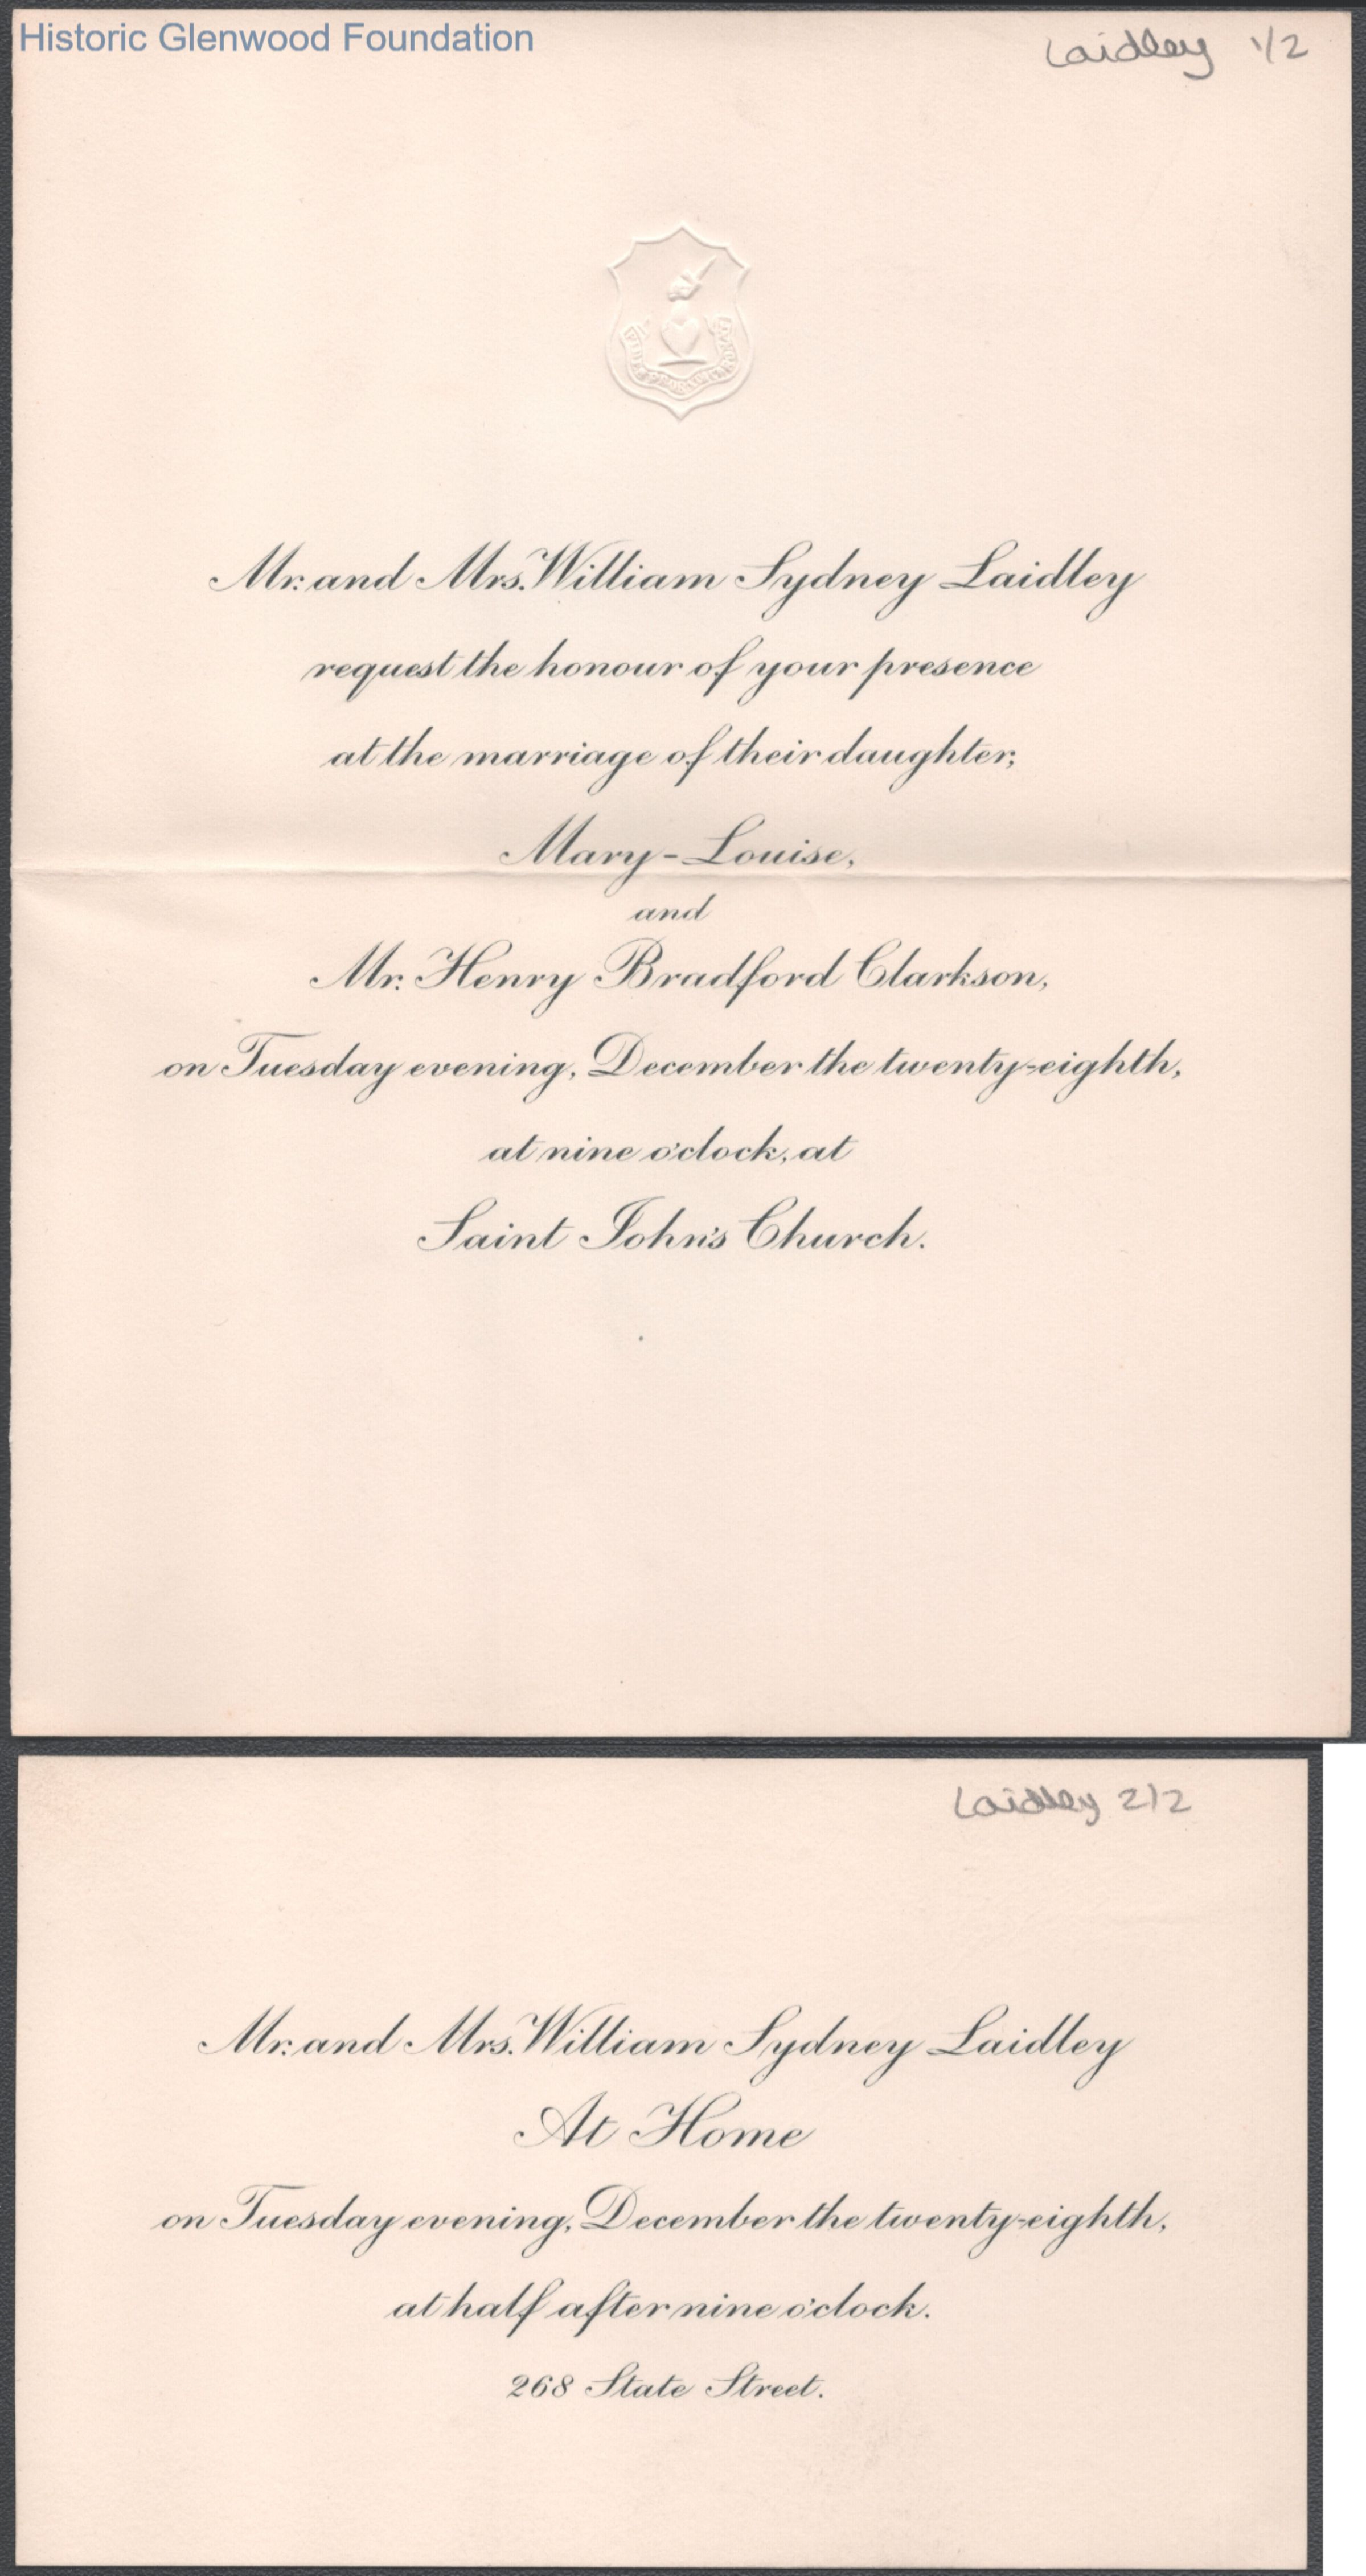 Historic Glenwood Foundation
Laidley 1/2
Mr. and Mrs. William Sydney Laidley
request the honour of your presence
at the marriage of their daughter,
Mary-Louise,
and
Mr. Henry Bradford Clarkson,
on Tuesday evening, December the twenty-eighth,
at nine o'clock, at
Saint John's Church.
Laidley 2/2
Mr. and Mrs. William Sydney Laidley
At Home
on Tuesday evening, December the twenty-eighth,
at half after nine o'clock.
268 State Street.